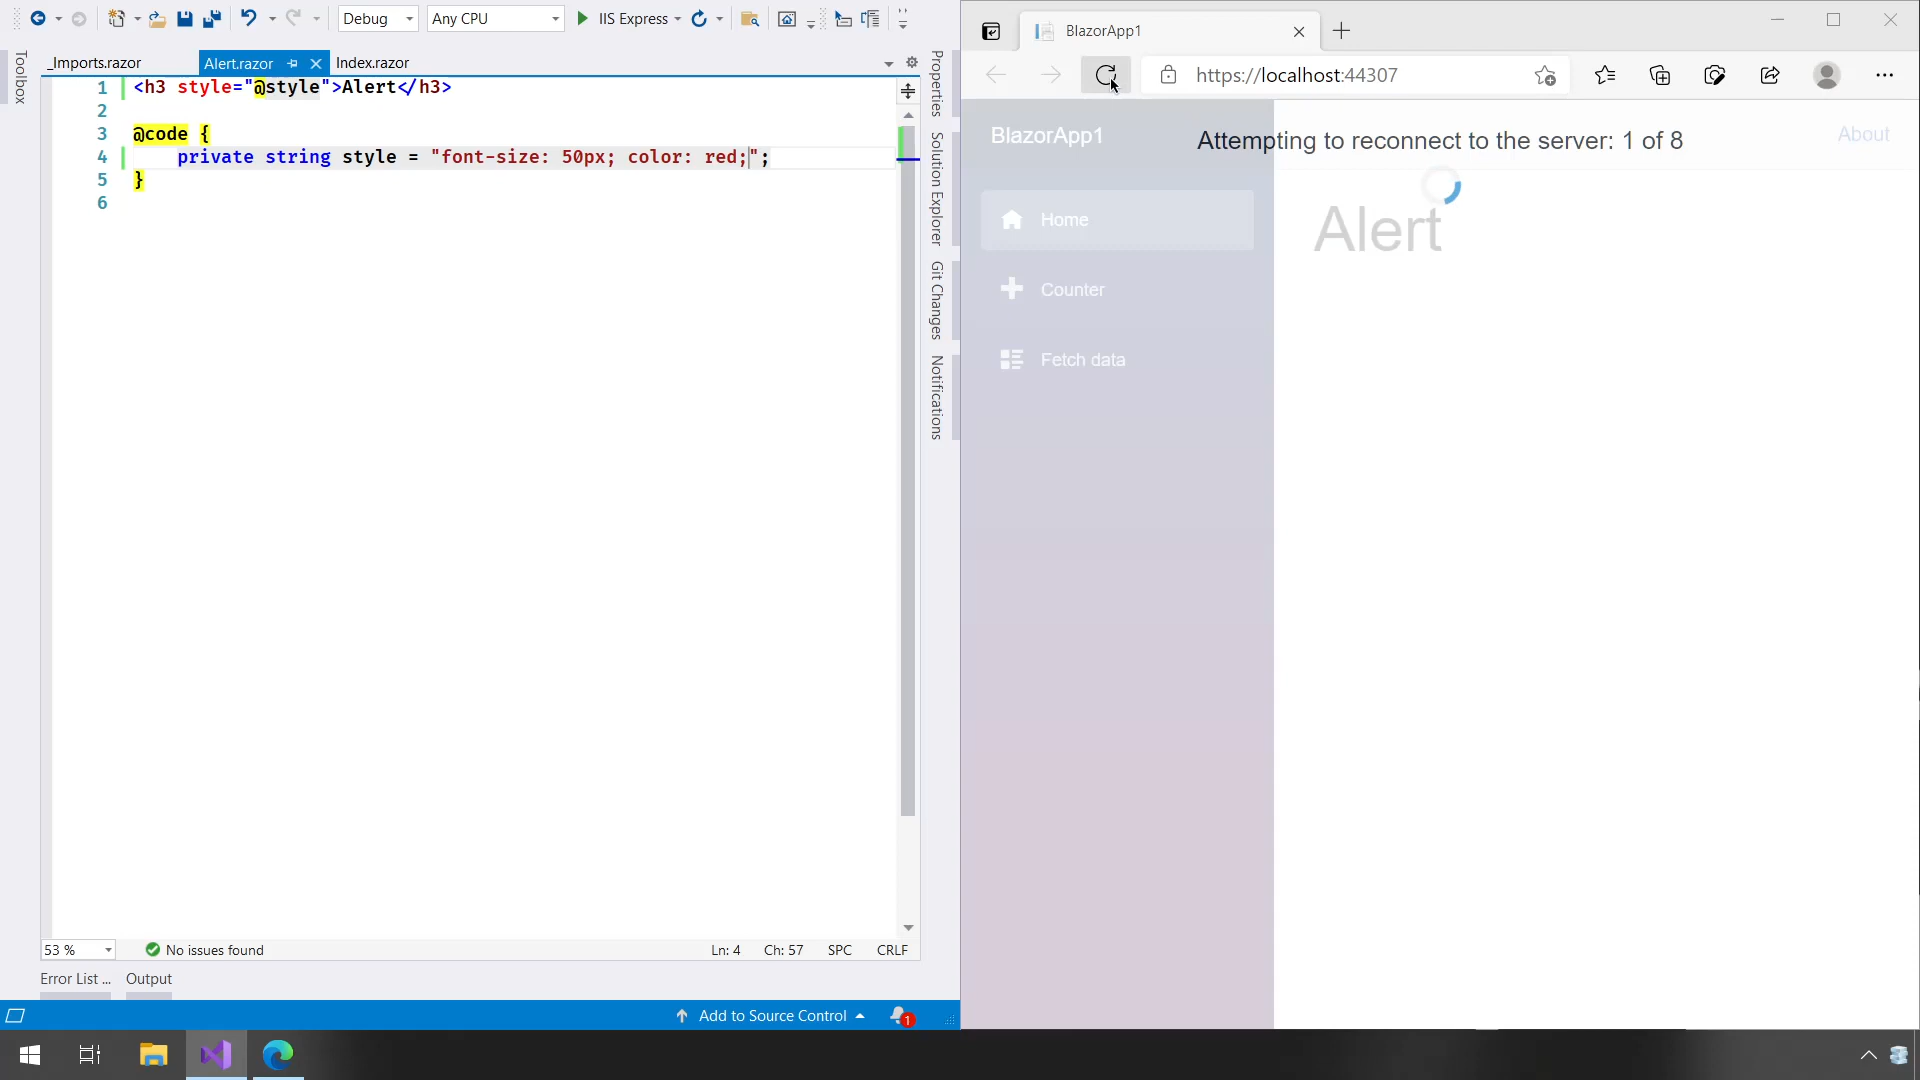 Debug
Any CPU
IIS Express
_Imports.razor
Alert.razor
Index.razor
Toolbox
1 <h3 style="@style">Alert</h3>
2
3 @code {
4 private string style = "font-size: 50px; color: red;";
5 }
6
Properties
Solution Explorer
Git Changes
Notifications
53 %
No issues found
Ln: 4 Ch: 57 SPC CRLF
Error List ... Output
Add to Source Control
1
BlazorApp1
https://localhost:44307
BlazorApp1
Attempting to reconnect to the server: 1 of 8
About
Home
Alert
Counter
Fetch data